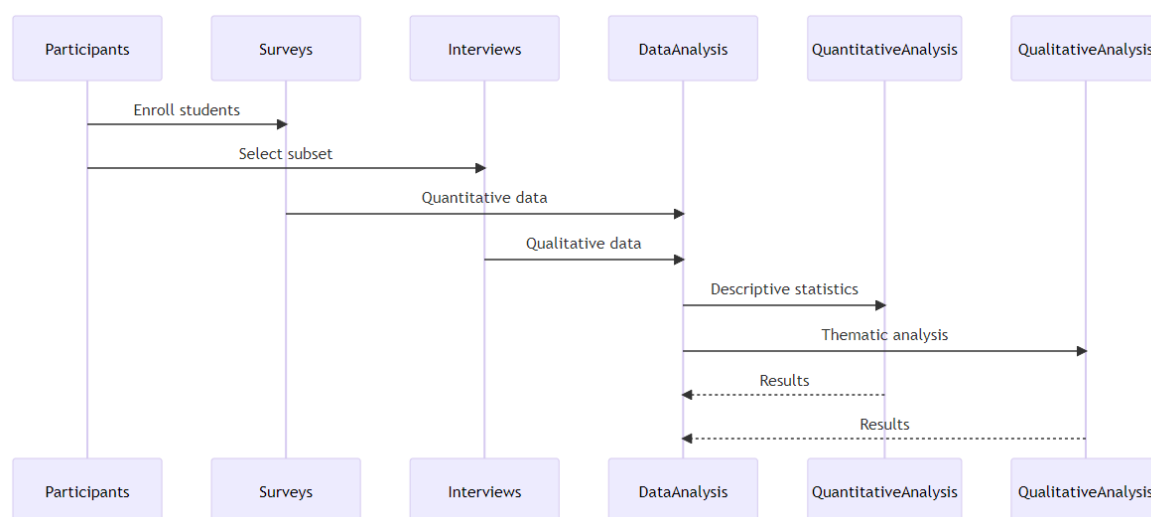 Participants
Surveys
Interviews
DataAnalysis
QuantitativeAnalysis
QualitativeAnalysis
Enroll students
Select subset
Quantitative data
Qualitative data
Descriptive statistics
Thematic analysis
Results
Results
Participants
Surveys
Interviews
DataAnalysis
QuantitativeAnalysis
QualitativeAnalysis